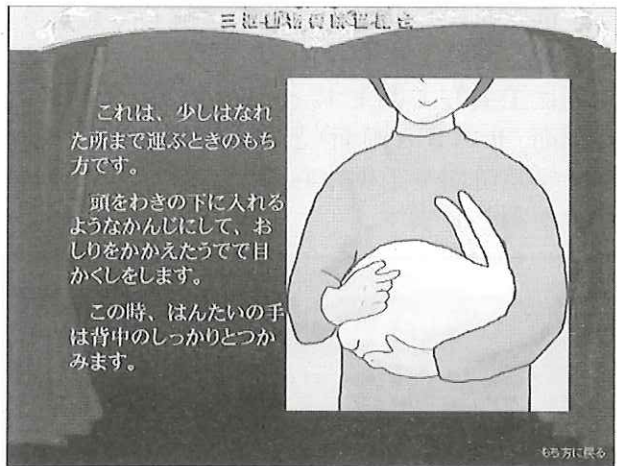 これは、少しはなれ
た所まで運ぶときのもち
方です。
頭をわきの下に入れる
ようなかんじにして、お
しりをかかえたうでで目
かくしをします。
この時、はんたいの手
は背中のしっかりとつか
みます。
もち方に戻る